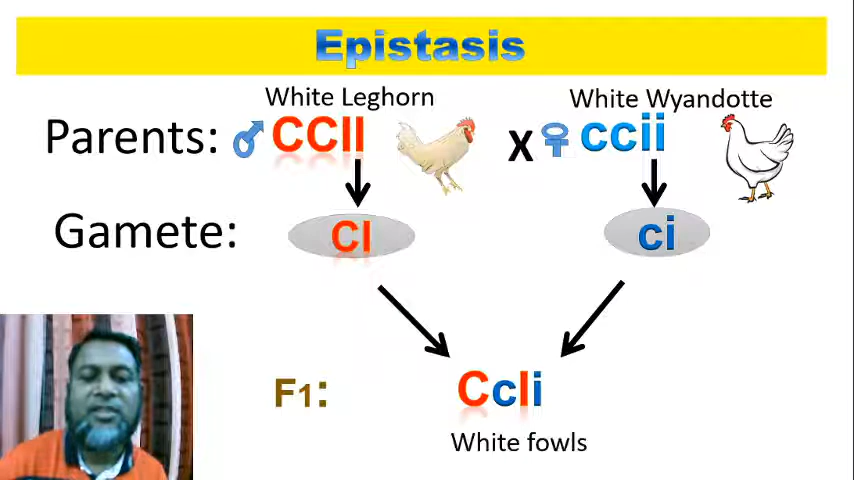 Epistasis
White Leghorn
White Wyandotte
Parents: ♂ CCII X ♀ ccii
Gamete: CI ci
F1: CcIi
White fowls